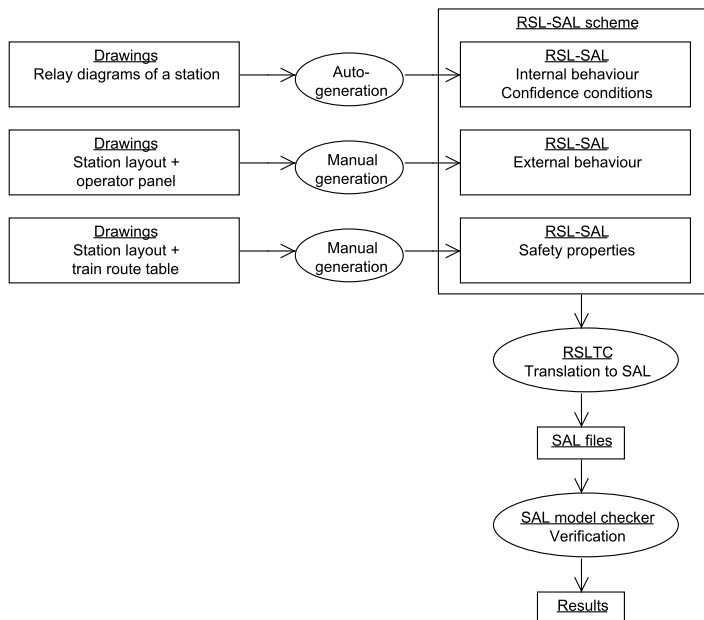 RSL-SAL scheme
Drawings
Relay diagrams of a station
Auto-
generation
RSL-SAL
Internal behaviour
Confidence conditions
Drawings
Station layout +
operator panel
Manual
generation
RSL-SAL
External behaviour
Drawings
Station layout +
train route table
Manual
generation
RSL-SAL
Safety properties
RSLTC
Translation to SAL
SAL files
SAL model checker
Verification
Results